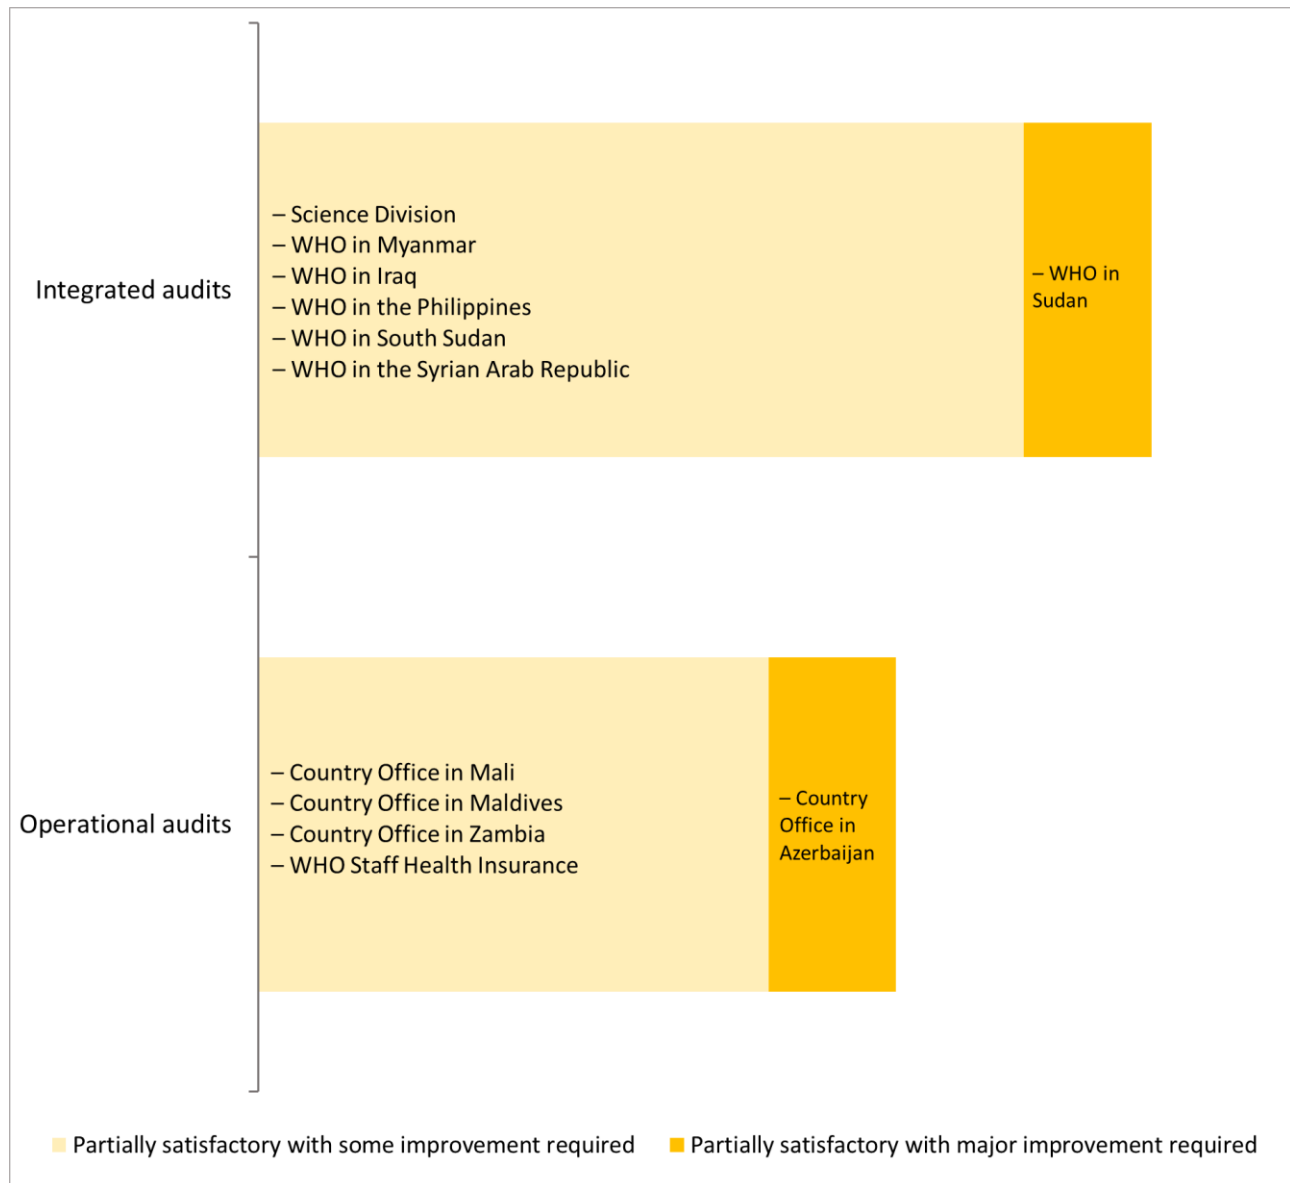 Integrated audits
– Science Division
– WHO in Myanmar
– WHO in Iraq
– WHO in the Philippines
– WHO in South Sudan
– WHO in the Syrian Arab Republic
– WHO in
Sudan
Operational audits
– Country Office in Mali
– Country Office in Maldives
– Country Office in Zambia
– WHO Staff Health Insurance
– Country
Office in
Azerbaijan
Partially satisfactory with some improvement required
Partially satisfactory with major improvement required